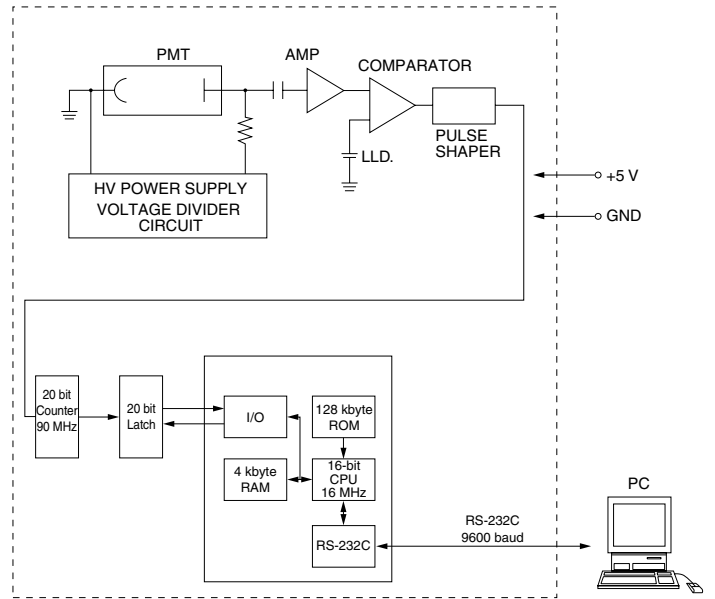 PMT
AMP
COMPARATOR
LLD.
PULSE
SHAPER
HV POWER SUPPLY
VOLTAGE DIVIDER
CIRCUIT
+5 V
GND
20 bit
Counter
90 MHz
20 bit
Latch
I/O
128 kbyte
ROM
4 kbyte
RAM
16-bit
CPU
16 MHz
RS-232C
RS-232C
9600 baud
PC